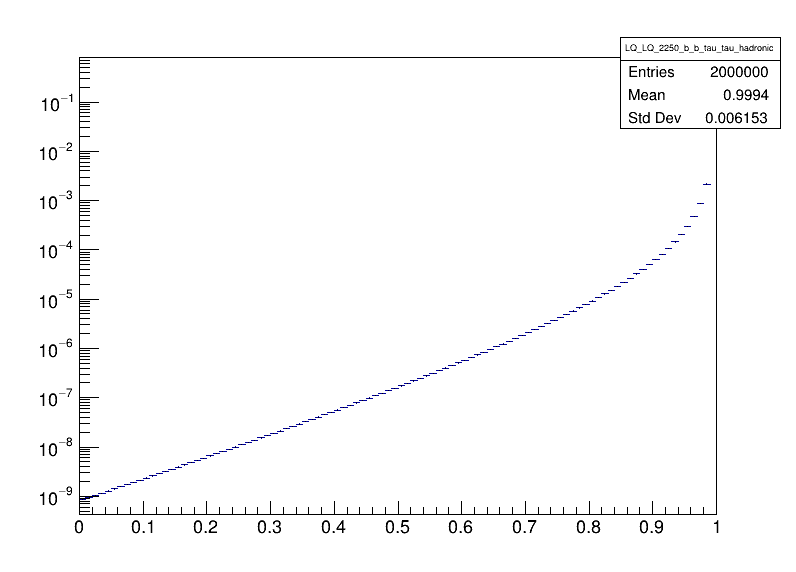 LQ_LQ_2250_b_b_tau_tau_hadronic
Entries 2000000
Mean 0.9994
Std Dev 0.006153
10⁻¹
10⁻²
10⁻³
10⁻⁴
10⁻⁵
10⁻⁶
10⁻⁷
10⁻⁸
10⁻⁹
0 0.1 0.2 0.3 0.4 0.5 0.6 0.7 0.8 0.9 1